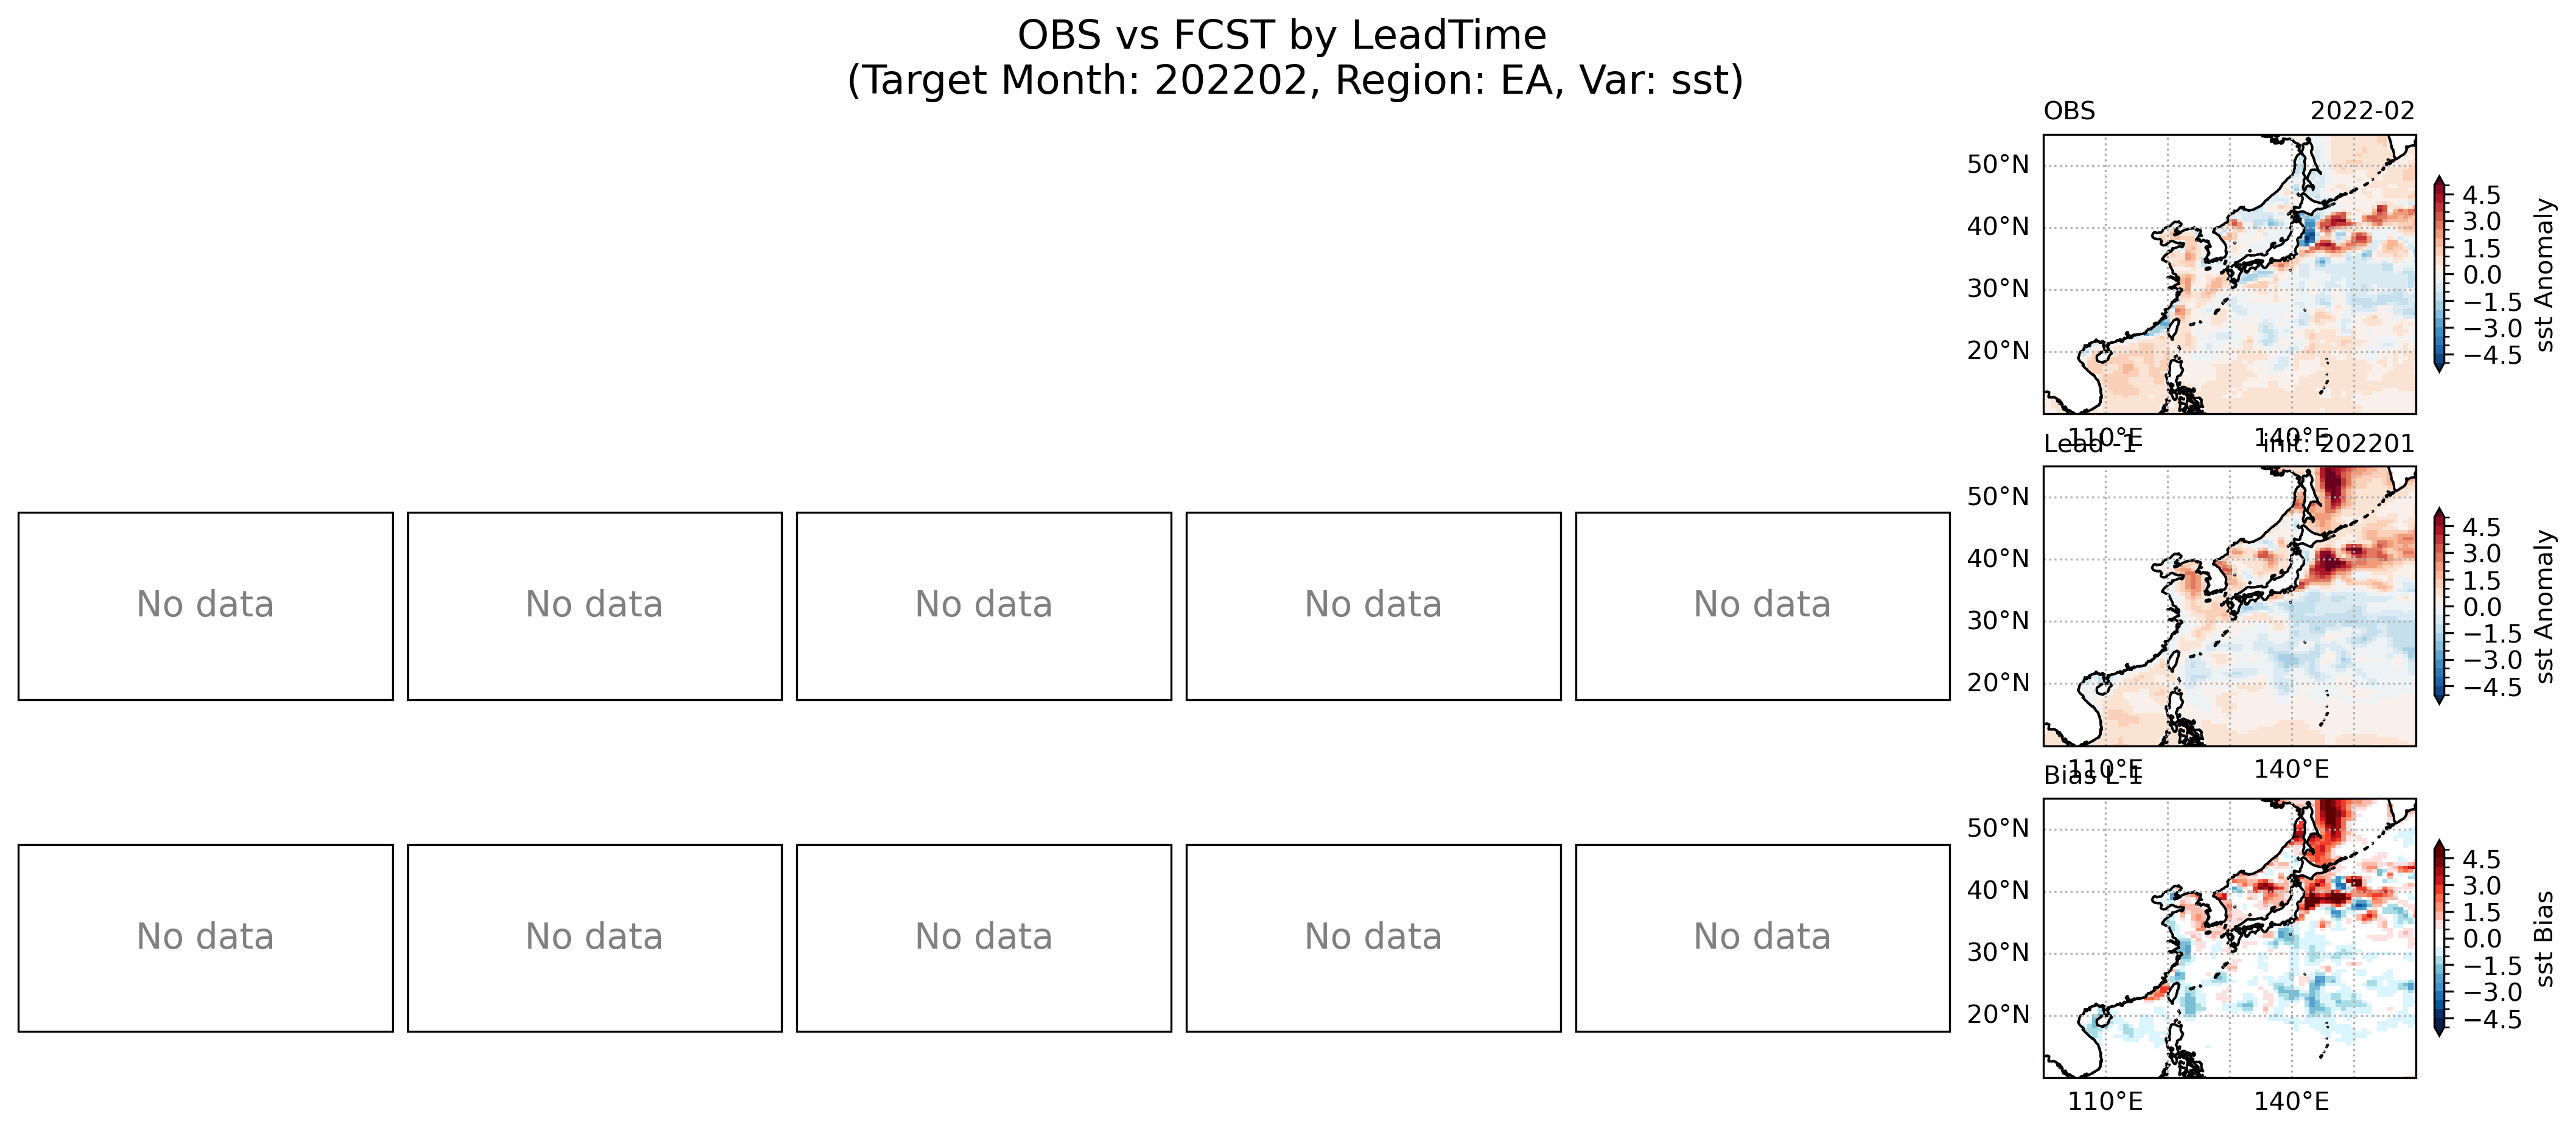 OBS vs FCST by LeadTime
(Target Month: 202202, Region: EA, Var: sst)
OBS 2022-02
50°N
40°N
30°N
20°N
110°E 140°E
4.5
3.0
1.5
0.0
−1.5
−3.0
−4.5
sst Anomaly
Lead -1 init: 202201
50°N
40°N
30°N
20°N
110°E 140°E
4.5
3.0
1.5
0.0
−1.5
−3.0
−4.5
sst Anomaly
No data No data No data No data No data
Bias L-1
50°N
40°N
30°N
20°N
110°E 140°E
4.5
3.0
1.5
0.0
−1.5
−3.0
−4.5
sst Bias
No data No data No data No data No data